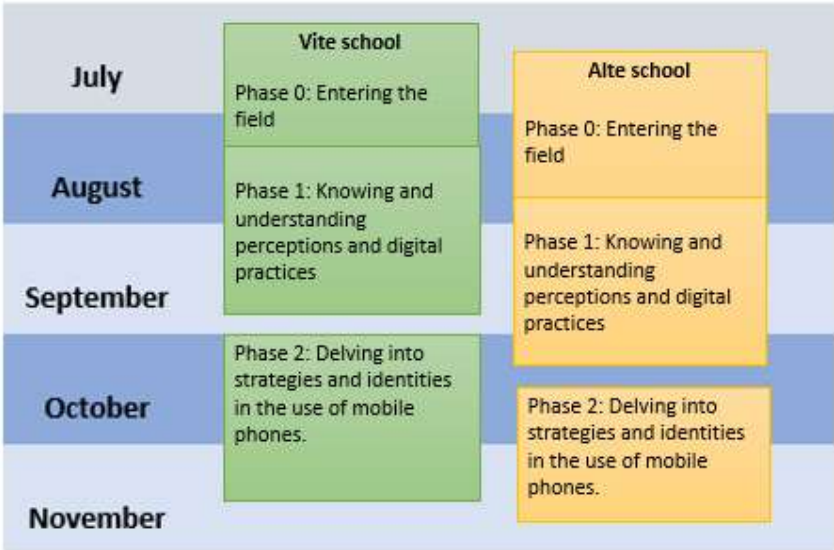 July
August
September
October
November
Vite school
Phase 0: Entering the
field
Phase 1: Knowing and
understanding
perceptions and digital
practices
Phase 2: Delving into
strategies and identities
in the use of mobile
phones.
Alte school
Phase 0: Entering the
field
Phase 1: Knowing and
understanding
perceptions and digital
practices
Phase 2: Delving into
strategies and identities
in the use of mobile
phones.